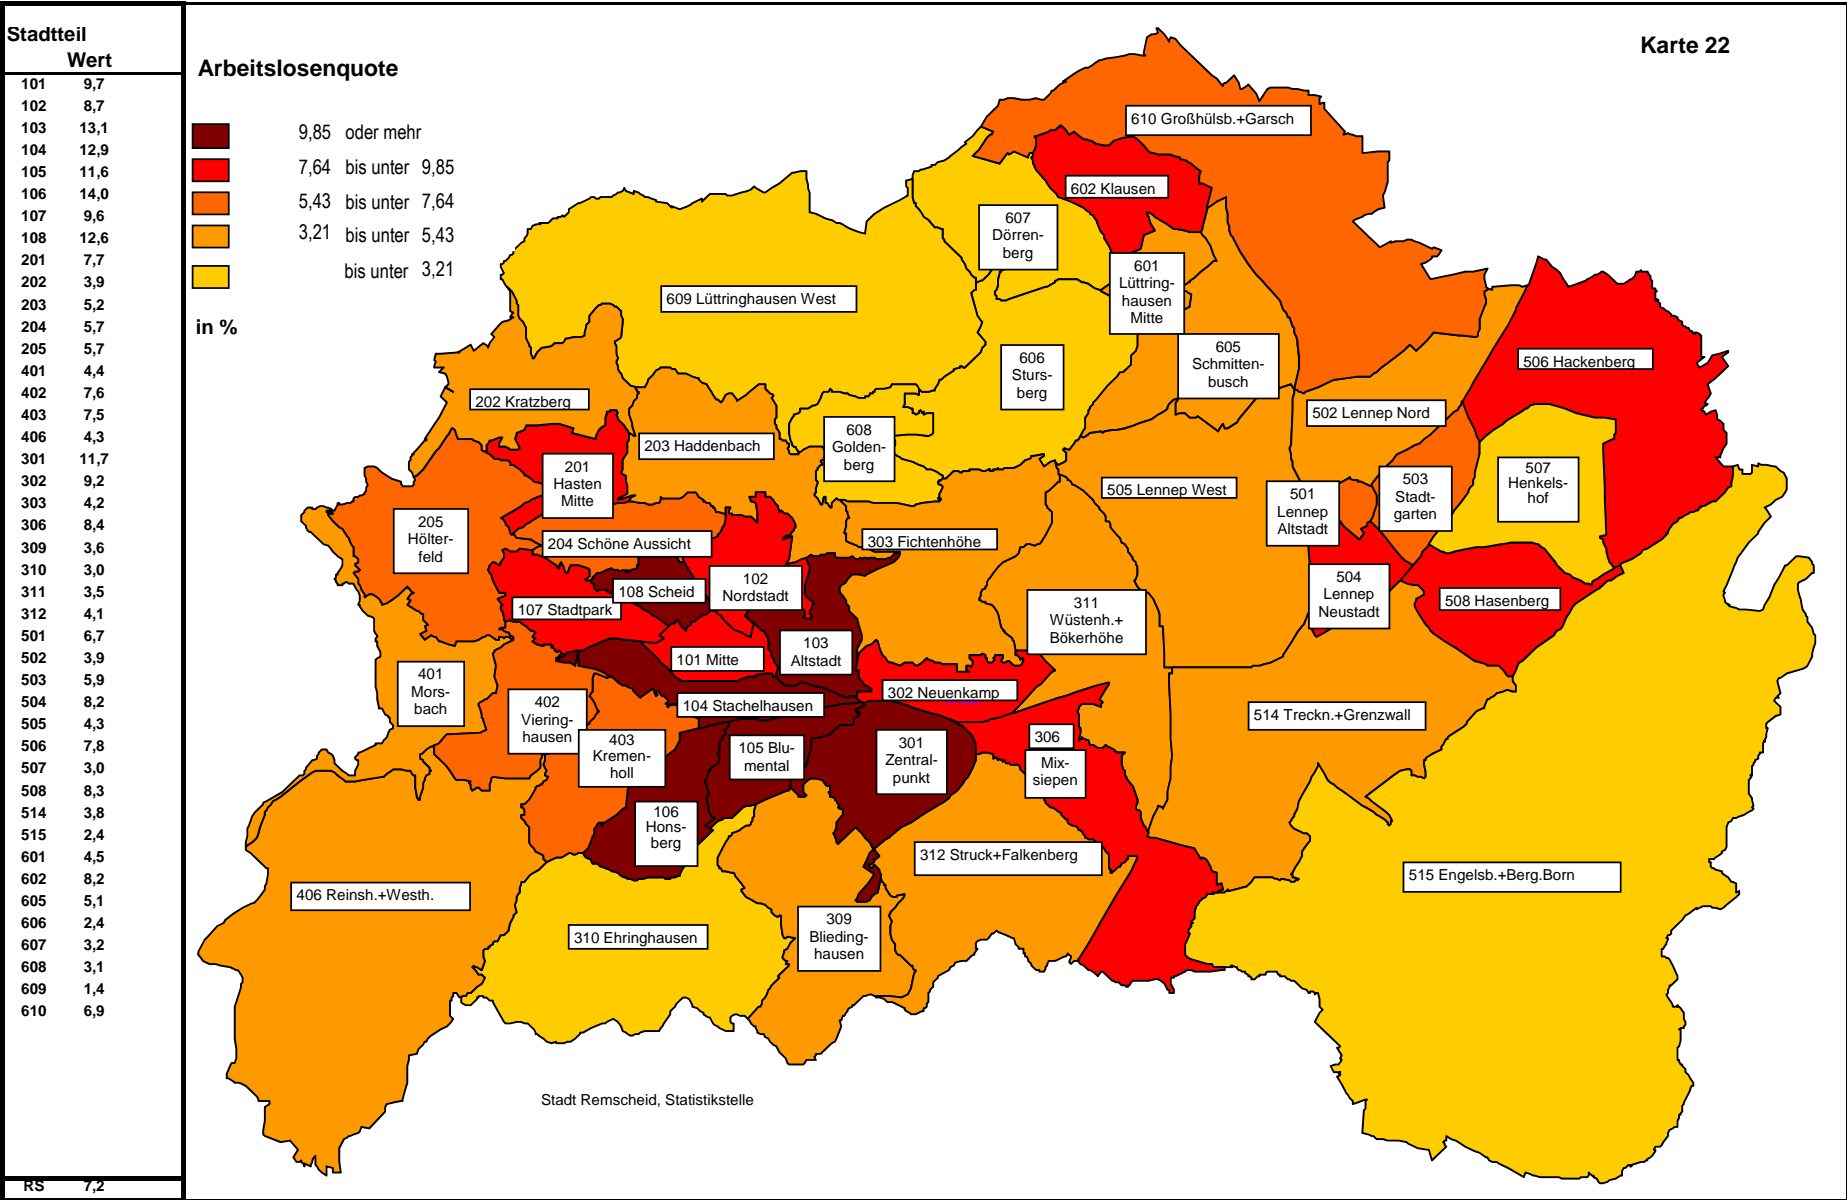 Stadtteil
Wert
101 9,7
102 8,7
103 13,1
104 12,9
105 11,6
106 14,0
107 9,6
108 12,6
201 7,7
202 3,9
203 5,2
204 5,7
205 5,7
401 4,4
402 7,6
403 7,5
406 4,3
301 11,7
302 9,2
303 4,2
306 8,4
309 3,6
310 3,0
311 3,5
312 4,1
501 6,7
502 3,9
503 5,9
504 8,2
505 4,3
506 7,8
507 3,0
508 8,3
514 3,8
515 2,4
601 4,5
602 8,2
605 5,1
606 2,4
607 3,2
608 3,1
609 1,4
610 6,9
RS 7,2
Arbeitslosenquote
9,85 oder mehr
7,64 bis unter 9,85
5,43 bis unter 7,64
3,21 bis unter 5,43
bis unter 3,21
in %
Karte 22
610 Großhülsb.+Garsch
602 Klausen
607
Dörren-
berg
601
Lüttring-
hausen
Mitte
609 Lüttringhausen West
605
Schmitten-
busch
606
Sturs-
berg
506 Hackenberg
202 Kratzberg
502 Lennep Nord
203 Haddenbach
608
Golden-
berg
201
Hasten
Mitte
507
Henkels-
hof
503
Stadt-
garten
505 Lennep West
501
Lennep
Altstadt
205
Hölter-
feld
204 Schöne Aussicht
303 Fichtenhöhe
102
Nordstadt
108 Scheid
107 Stadtpark
504
Lennep
Neustadt
508 Hasenberg
311
Wüstenh.+
Bökerhöhe
103
Altstadt
101 Mitte
401
Mors-
bach
302 Neuenkamp
402
Viering-
hausen
104 Stachelhausen
514 Treckn.+Grenzwall
403
Kremen-
holl
105 Blu-
mental
301
Zentral-
punkt
306
Mix-
siepen
106
Hons-
berg
312 Struck+Falkenberg
515 Engelsb.+Berg.Born
406 Reinsh.+Westh.
310 Ehringhausen
309
Blieding-
hausen
Stadt Remscheid, Statistikstelle